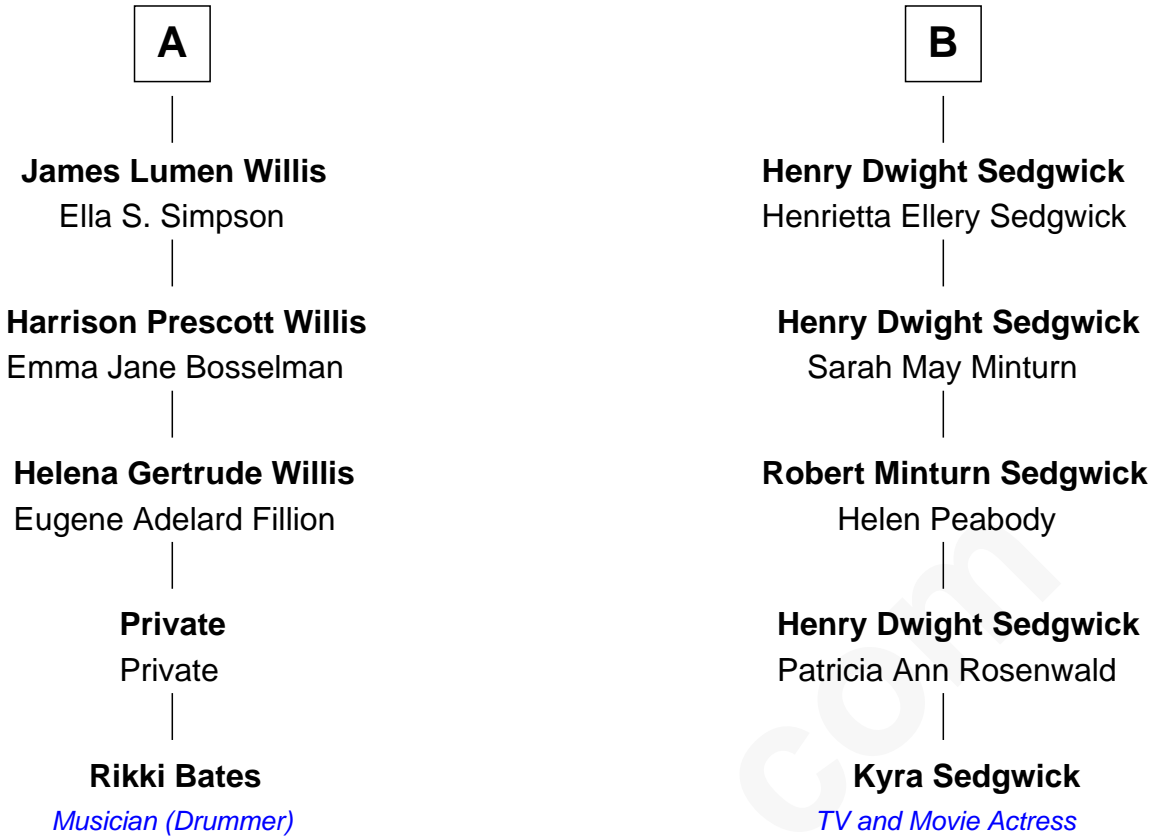 A
James Lumen Willis
Ella S. Simpson
Harrison Prescott Willis
Emma Jane Bosselman
Helena Gertrude Willis
Eugene Adelard Fillion
Private
Private
Rikki Bates
Musician (Drummer)
B
Henry Dwight Sedgwick
Henrietta Ellery Sedgwick
Henry Dwight Sedgwick
Sarah May Minturn
Robert Minturn Sedgwick
Helen Peabody
Henry Dwight Sedgwick
Patricia Ann Rosenwald
Kyra Sedgwick
TV and Movie Actress
com